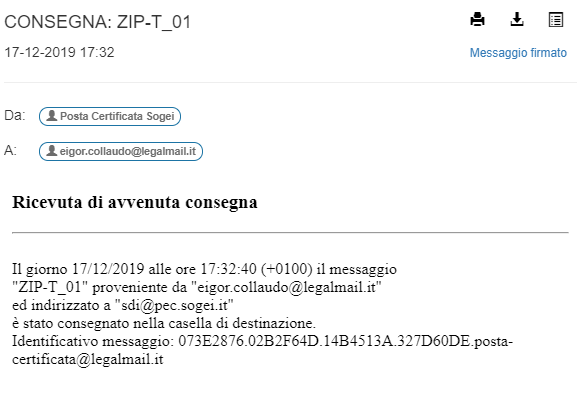 CONSEGNA: ZIP-T_01
17-12-2019 17:32
Messaggio firmato
Da: Posta Certificata Sogei
A: eigor.collaudo@legalmail.it
Ricevuta di avvenuta consegna
Il giorno 17/12/2019 alle ore 17:32:40 (+0100) il messaggio
"ZIP-T_01" proveniente da "eigor.collaudo@legalmail.it"
ed indirizzato a "sdi@pec.sogei.it"
è stato consegnato nella casella di destinazione.
Identificativo messaggio: 073E2876.02B2F64D.14B4513A.327D60DE.posta-
certificata@legalmail.it